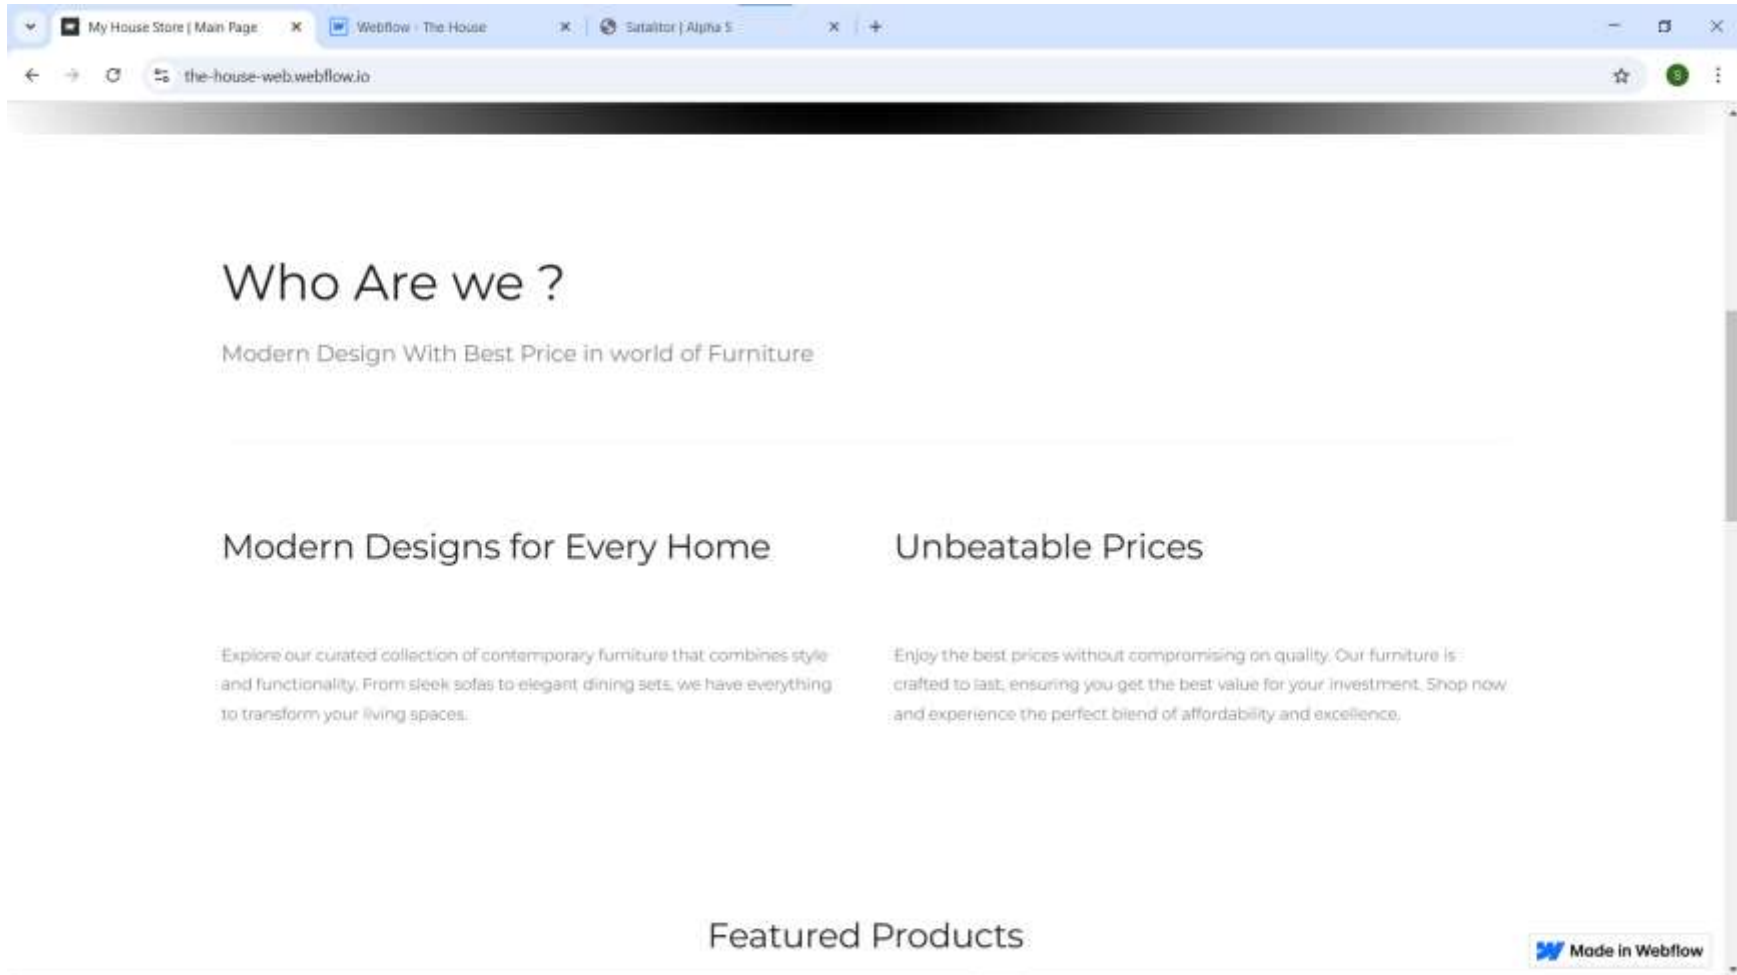 My House Store | Main Page
Webflow - The House
Satalitor | Alpha S
the-house-web.webflow.io
S
Who Are we ?
Modern Design With Best Price in world of Furniture
Modern Designs for Every Home
Explore our curated collection of contemporary furniture that combines style
and functionality. From sleek sofas to elegant dining sets, we have everything
to transform your living spaces.
Unbeatable Prices
Enjoy the best prices without compromising on quality. Our furniture is
crafted to last, ensuring you get the best value for your investment. Shop now
and experience the perfect blend of affordability and excellence.
Featured Products
Made in Webflow